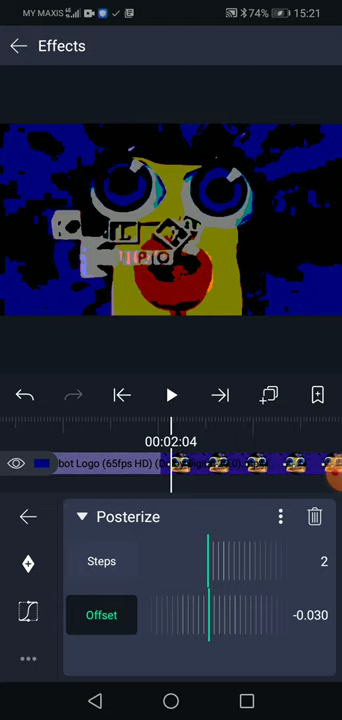 MY MAXIS 74% 15:21
Effects
00:02:04
bot Logo (65fps HD)
Posterize
Steps 2
Offset -0.030